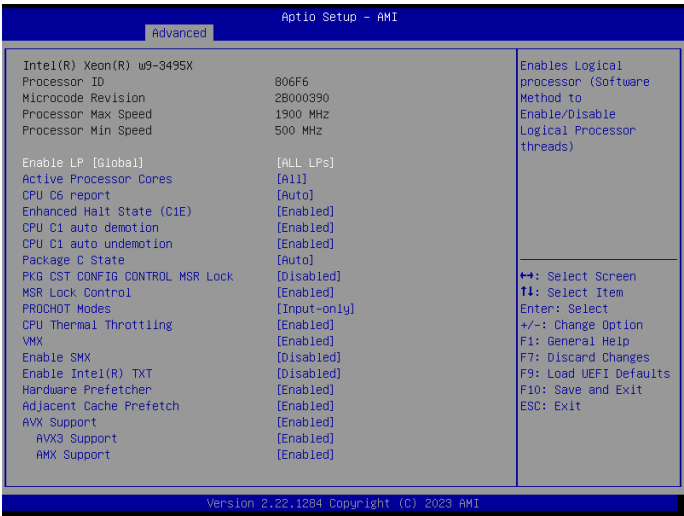 Aptio Setup - AMI
Advanced
Intel(R) Xeon(R) w9-3495X
Processor ID 806F6
Microcode Revision 2B000390
Processor Max Speed 1900 MHz
Processor Min Speed 500 MHz
Enable LP [Global] [ALL LPs]
Active Processor Cores [All]
CPU C6 report [Auto]
Enhanced Halt State (C1E) [Enabled]
CPU C1 auto demotion [Enabled]
CPU C1 auto undemotion [Enabled]
Package C State [Auto]
PKG CST CONFIG CONTROL MSR Lock [Disabled]
MSR Lock Control [Enabled]
PROCHOT Modes [Input-only]
CPU Thermal Throttling [Enabled]
VMX [Enabled]
Enable SMX [Disabled]
Enable Intel(R) TXT [Disabled]
Hardware Prefetcher [Enabled]
Adjacent Cache Prefetch [Enabled]
AVX Support [Enabled]
AVX3 Support [Enabled]
AMX Support [Enabled]
Enables Logical
processor (Software
Method to
Enable/Disable
Logical Processor
threads)
↔: Select Screen
↑↓: Select Item
Enter: Select
+/-: Change Option
F1: General Help
F7: Discard Changes
F9: Load UEFI Defaults
F10: Save and Exit
ESC: Exit
Version 2.22.1284 Copyright (C) 2023 AMI